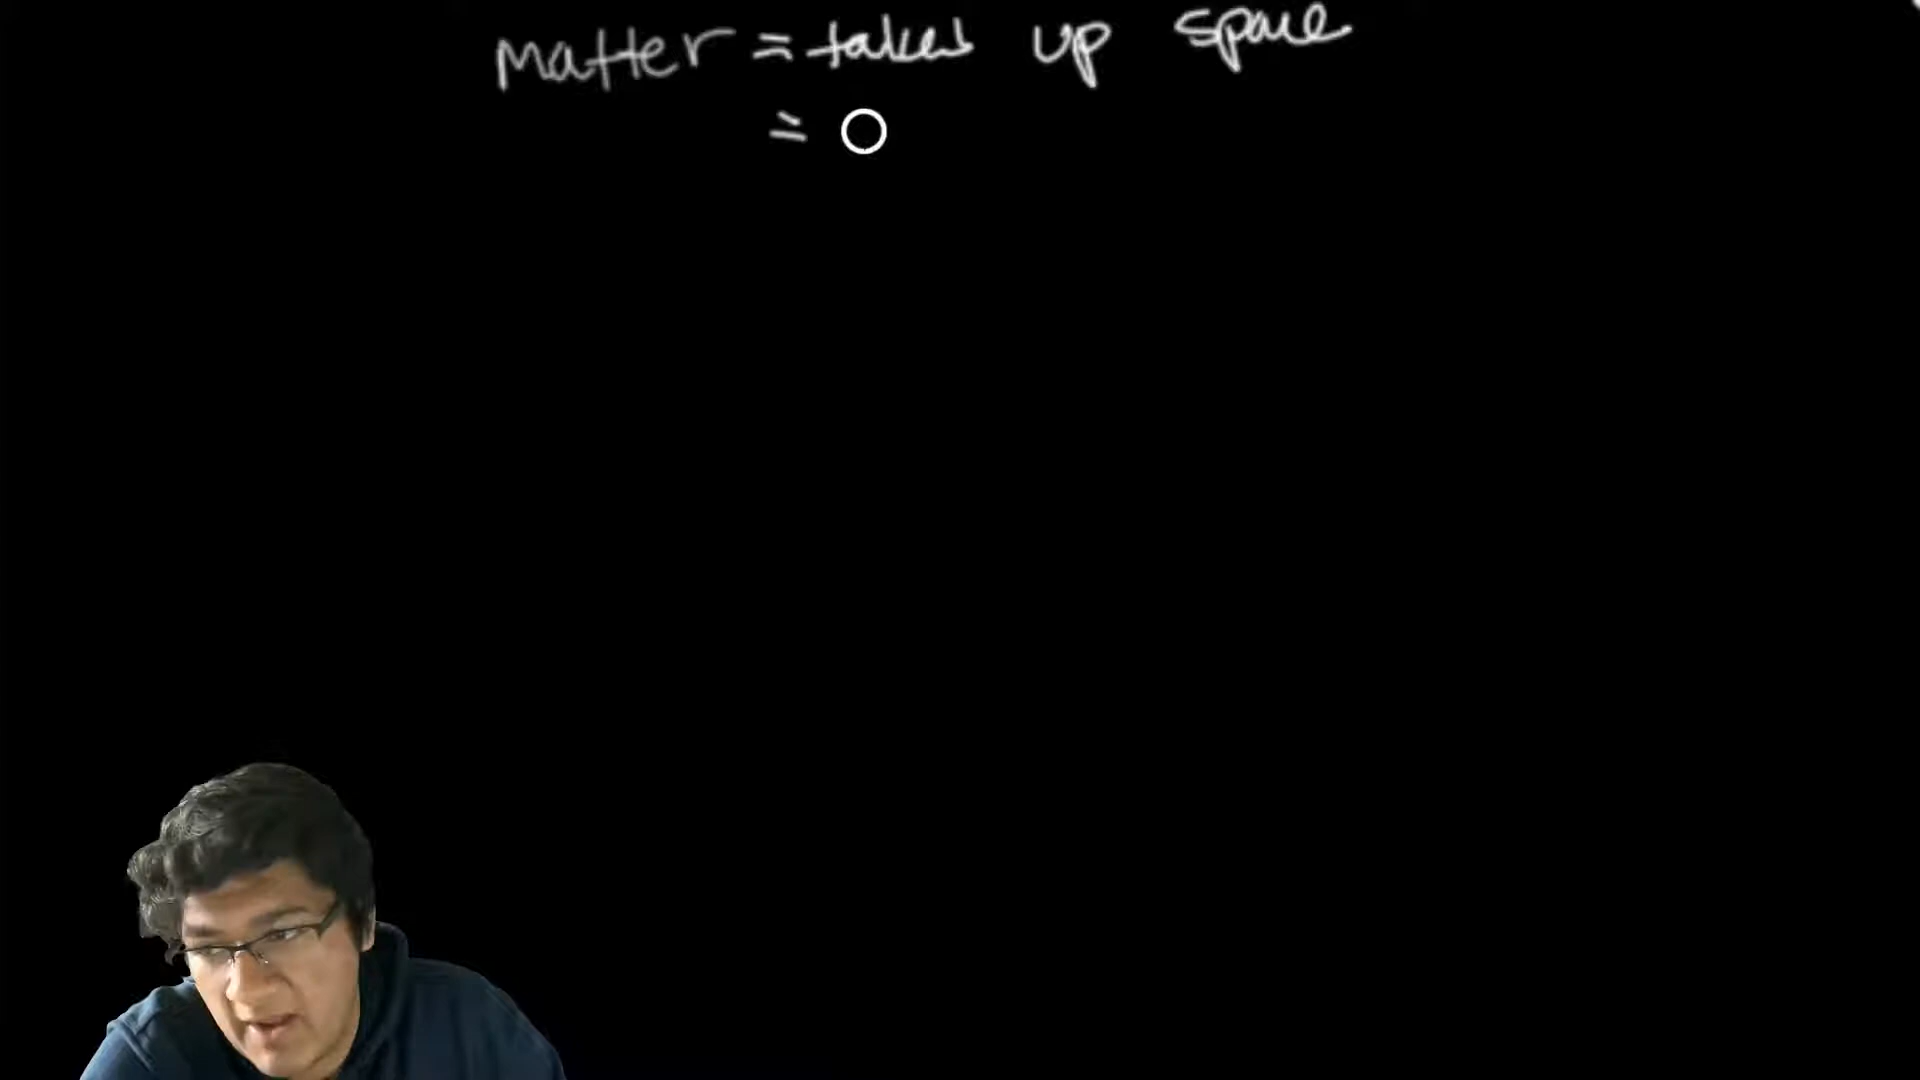 Matter = takes up space
=